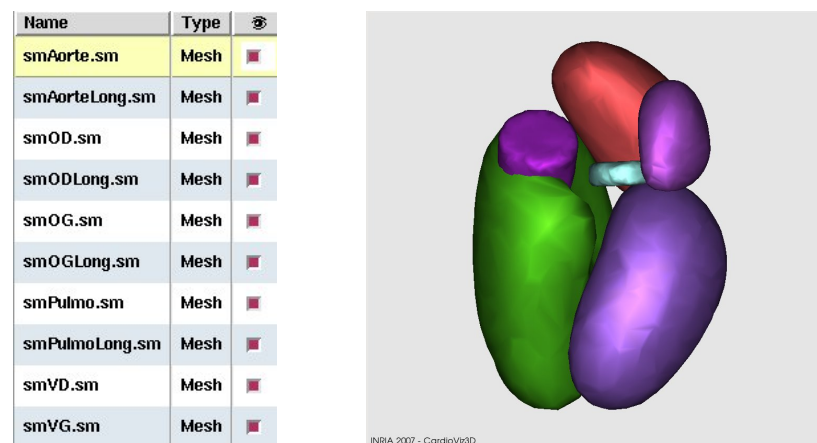 Name Type
smAorte.sm Mesh
smAorteLong.sm Mesh
smOD.sm Mesh
smODLong.sm Mesh
smOG.sm Mesh
smOGLong.sm Mesh
smPulmo.sm Mesh
smPulmoLong.sm Mesh
smVD.sm Mesh
smVG.sm Mesh
INRIA 2007 - CardioViz3D